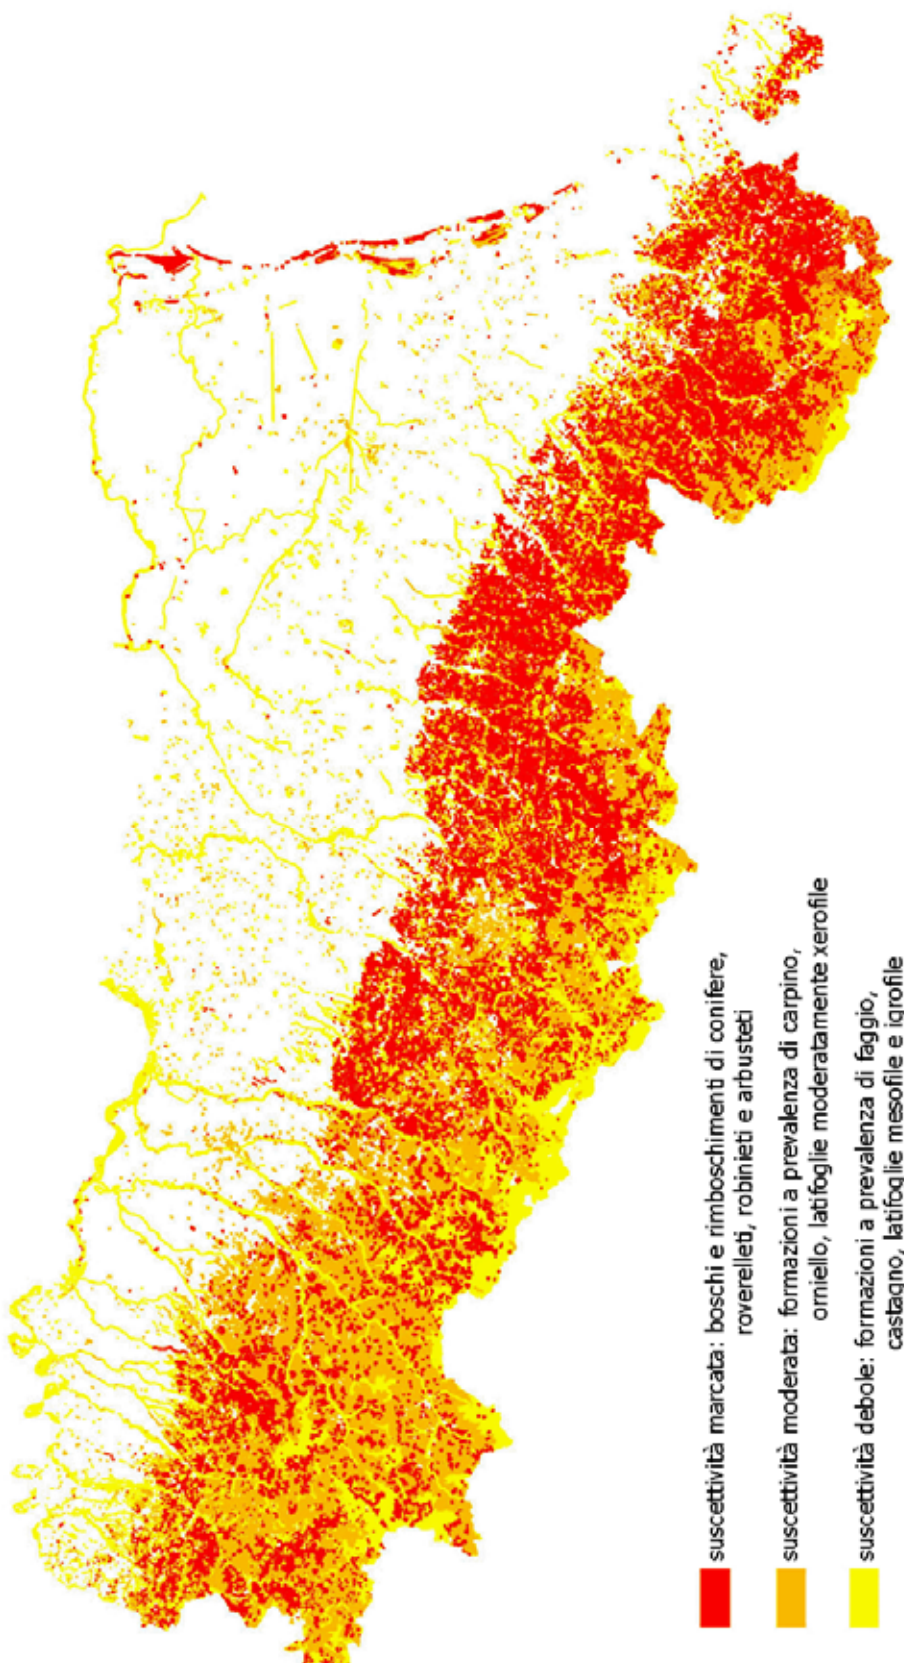 suscettività marcata: boschi e rimboschimenti di conifere,
roverelleti, robinieti e arbusteti
suscettività moderata: formazioni a prevalenza di carpino,
orniello, latifoglie moderatamente xerofile
suscettività debole: formazioni a prevalenza di faggio,
castagno, latifoglie mesofile e igrofile